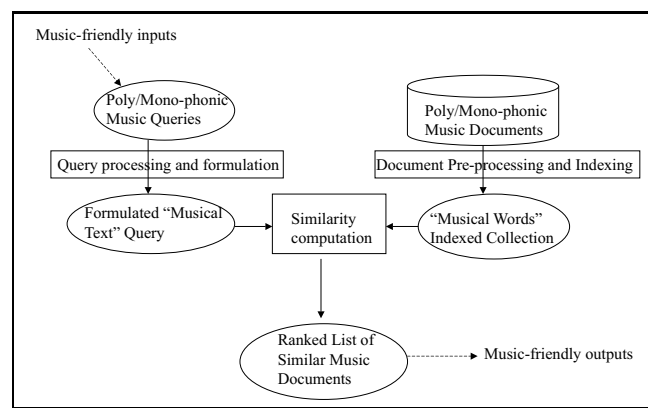 Music-friendly inputs
Poly/Mono-phonic
Music Queries
Poly/Mono-phonic
Music Documents
Query processing and formulation
Document Pre-processing and Indexing
Formulated “Musical
Text” Query
Similarity
computation
“Musical Words”
Indexed Collection
Ranked List of
Similar Music
Documents
Music-friendly outputs